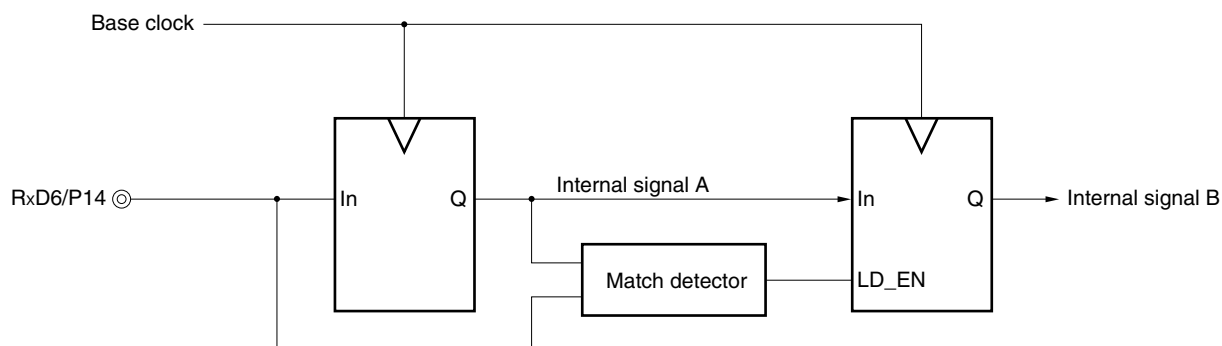 Base clock
RxD6/P14
In
Q
Internal signal A
In
Q
Internal signal B
Match detector
LD_EN